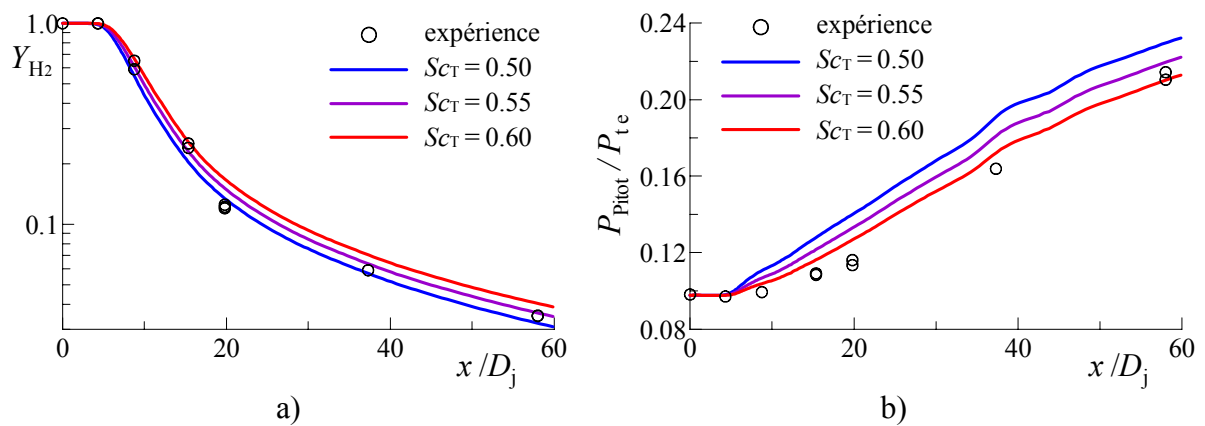 1.0
Y_H2
0.1
0 20 40 60
x/D_j
expérience
Sc_T = 0.50
Sc_T = 0.55
Sc_T = 0.60
a)
0.24
0.20
0.16
0.12
0.08
P_Pitot / P_te
0 20 40 60
x/D_j
expérience
Sc_T = 0.50
Sc_T = 0.55
Sc_T = 0.60
b)